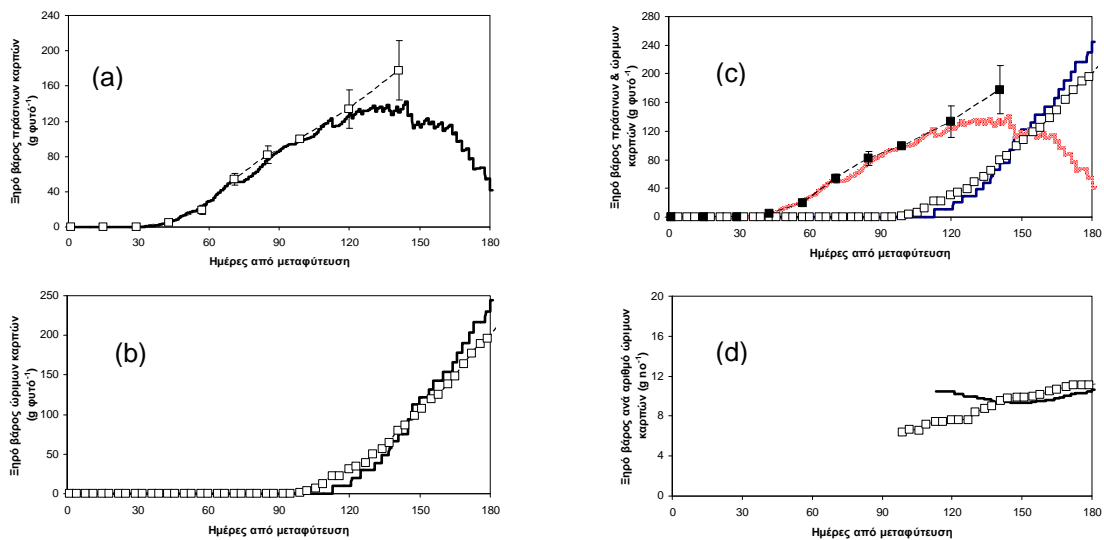 Ξηρό βάρος πράσινων καρπών
(g φυτό⁻¹)
240
200
160
120
80
40
0
(a)
0 30 60 90 120 150 180
Ημέρες από μεταφύτευση
Ξηρό βάρος πράσινων & ώριμων
καρπών (g φυτό⁻¹)
280
240
200
160
120
80
40
0
(c)
0 30 60 90 120 150 180
Ημέρες από μεταφύτευση
Ξηρό βάρος ώριμων καρπών
(g φυτό⁻¹)
250
200
150
100
50
0
(b)
0 30 60 90 120 150 180
Ημέρες από μεταφύτευση
Ξηρό βάρος ανά αριθμό ώριμων
καρπών (g no⁻¹)
20
16
12
8
4
0
(d)
0 30 60 90 120 150 180
Ημέρες από μεταφύτευση